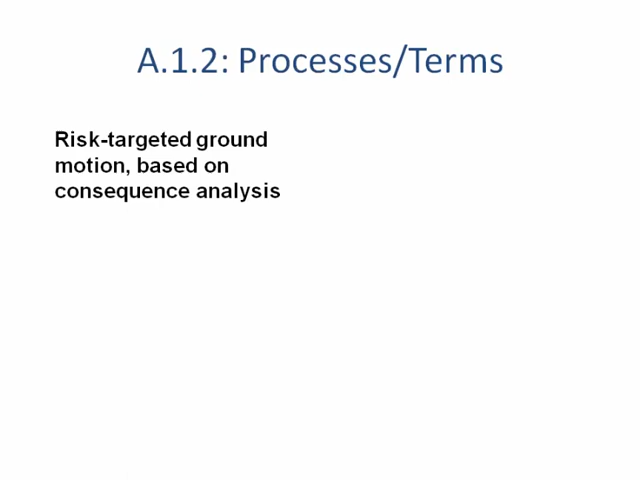 A.1.2: Processes/Terms
Risk-targeted ground
motion, based on
consequence analysis